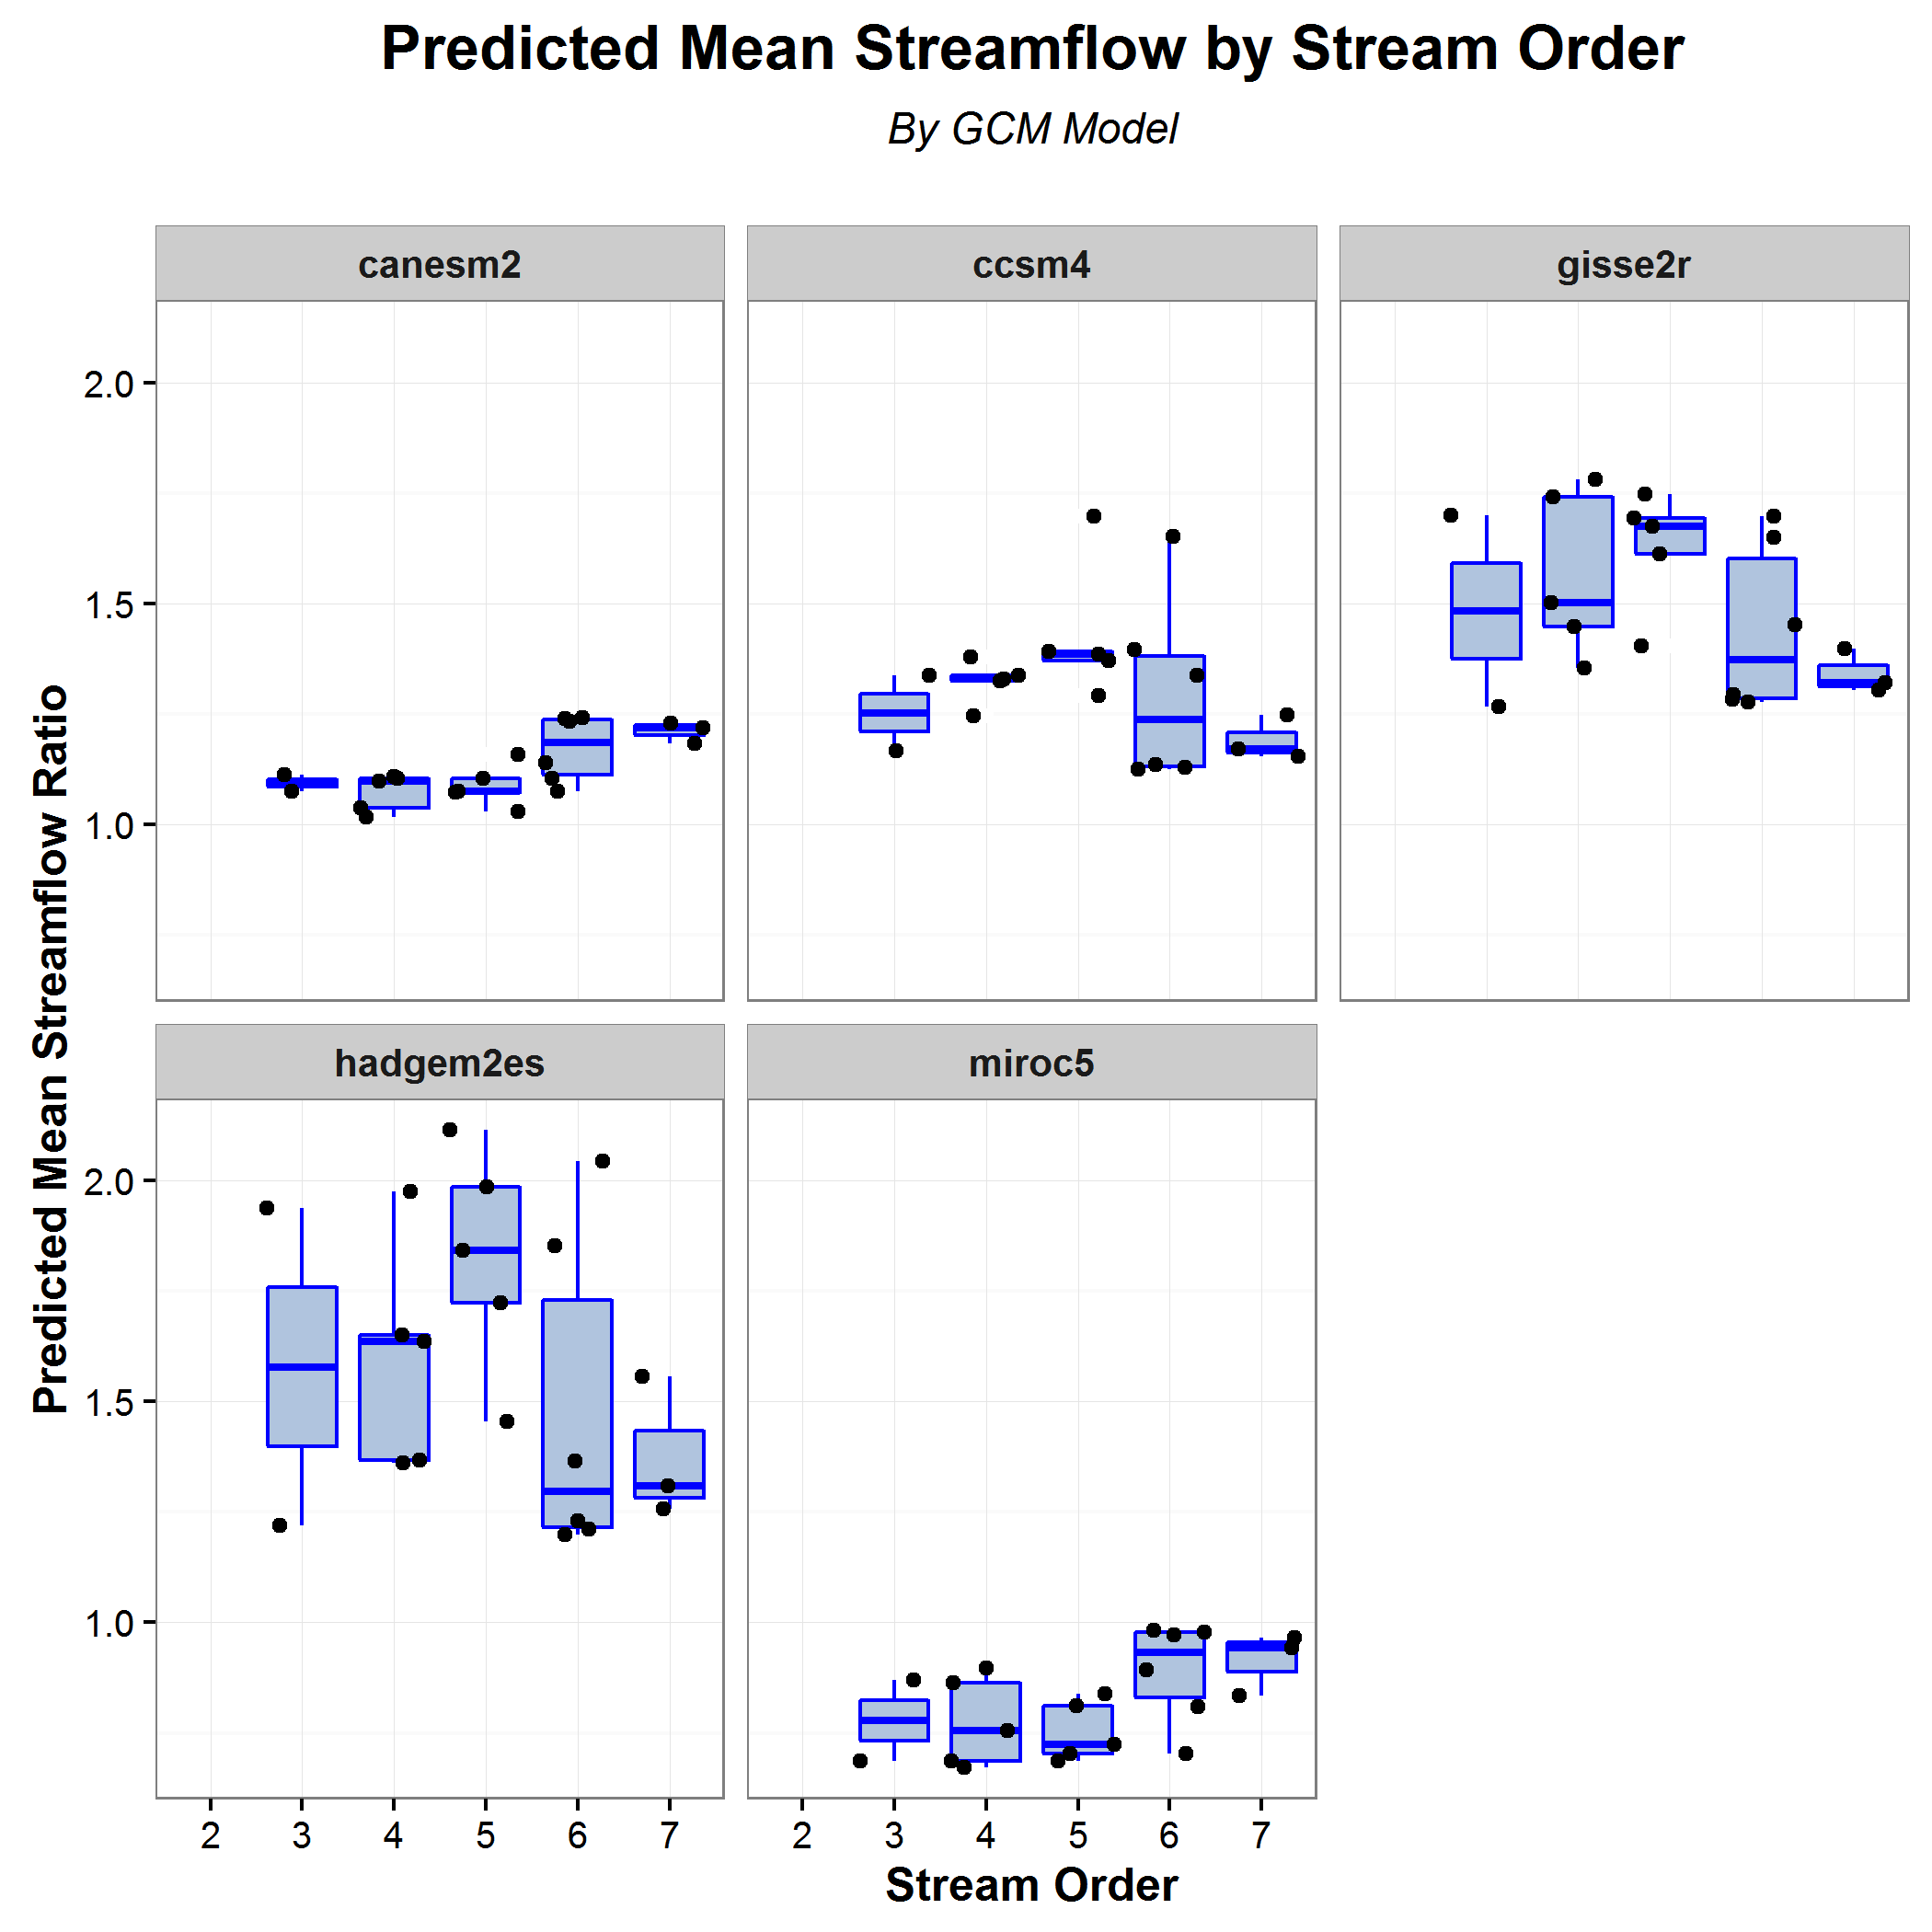 Predicted Mean Streamflow by Stream Order
By GCM Model
canesm2
ccsm4
gisse2r
2.0
1.5
1.0
Predicted Mean Streamflow Ratio
hadgem2es
miroc5
2.0
1.5
1.0
2 3 4 5 6 7
2 3 4 5 6 7
Stream Order